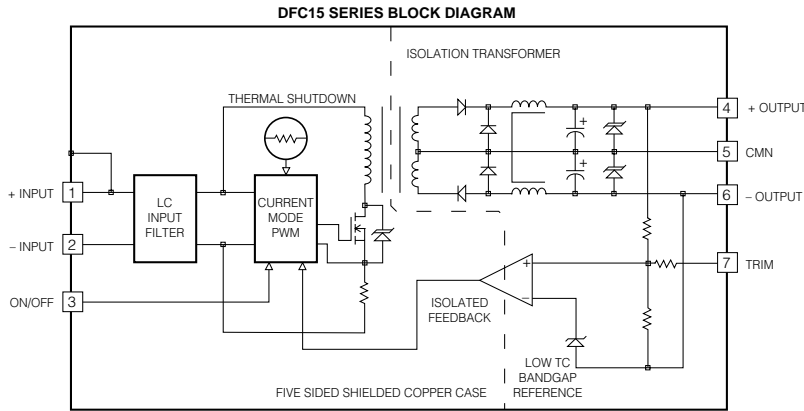 DFC15 SERIES BLOCK DIAGRAM
ISOLATION TRANSFORMER
THERMAL SHUTDOWN
4 + OUTPUT
+
5 CMN
+
+ INPUT 1
LC
INPUT
FILTER
CURRENT
MODE
PWM
6 – OUTPUT
– INPUT 2
+
7 TRIM
ON/OFF 3
ISOLATED
FEEDBACK
–
LOW TC
BANDGAP
REFERENCE
FIVE SIDED SHIELDED COPPER CASE